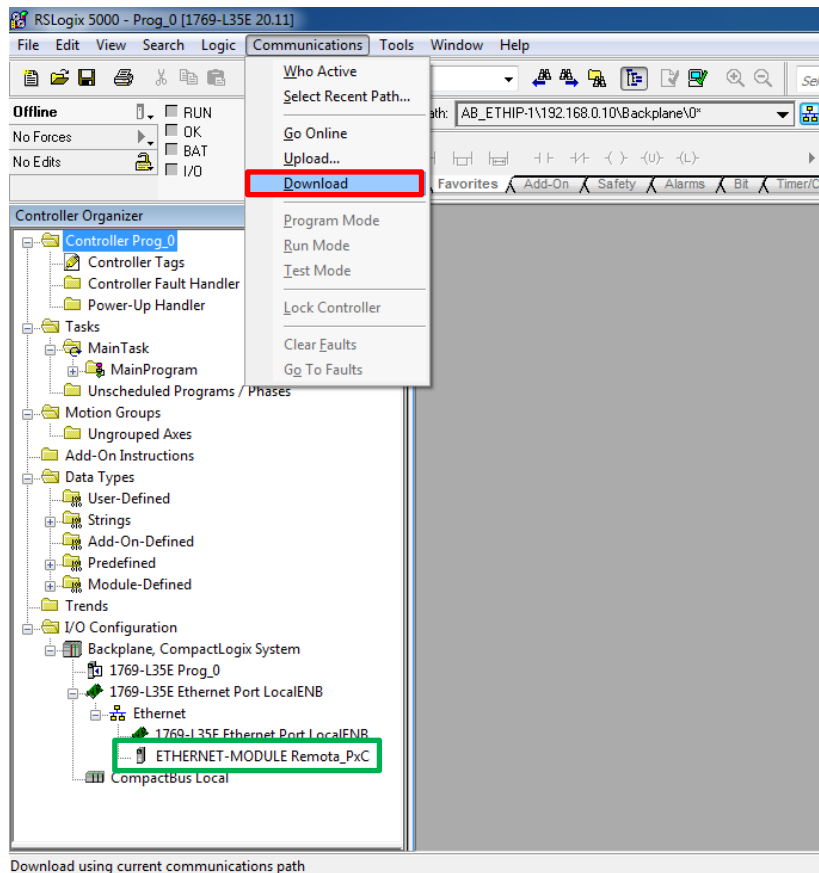 RSLogix 5000 - Prog_0 [1769-L35E 20.11]
File Edit View Search Logic Communications Tools Window Help
Who Active
Select Recent Path...
Go Online
Upload...
Download
Program Mode
Run Mode
Test Mode
Lock Controller
Clear Faults
Go To Faults
Offline
RUN
No Forces
OK
No Edits
BAT
I/O
ath: AB_ETHIP-1\192.168.0.10\Backplane\0*
Favorites Add-On Safety Alarms Bit Timer/C
Controller Organizer
Controller Prog_0
Controller Tags
Controller Fault Handler
Power-Up Handler
Tasks
MainTask
MainProgram
Unscheduled Programs / Phases
Motion Groups
Ungrouped Axes
Add-On Instructions
Data Types
User-Defined
Strings
Add-On-Defined
Predefined
Module-Defined
Trends
I/O Configuration
Backplane, CompactLogix System
1769-L35E Prog_0
1769-L35E Ethernet Port LocalENB
Ethernet
1769-L35E Ethernet Port LocalENB
ETHERNET-MODULE Remota_PxC
CompactBus Local
Download using current communications path